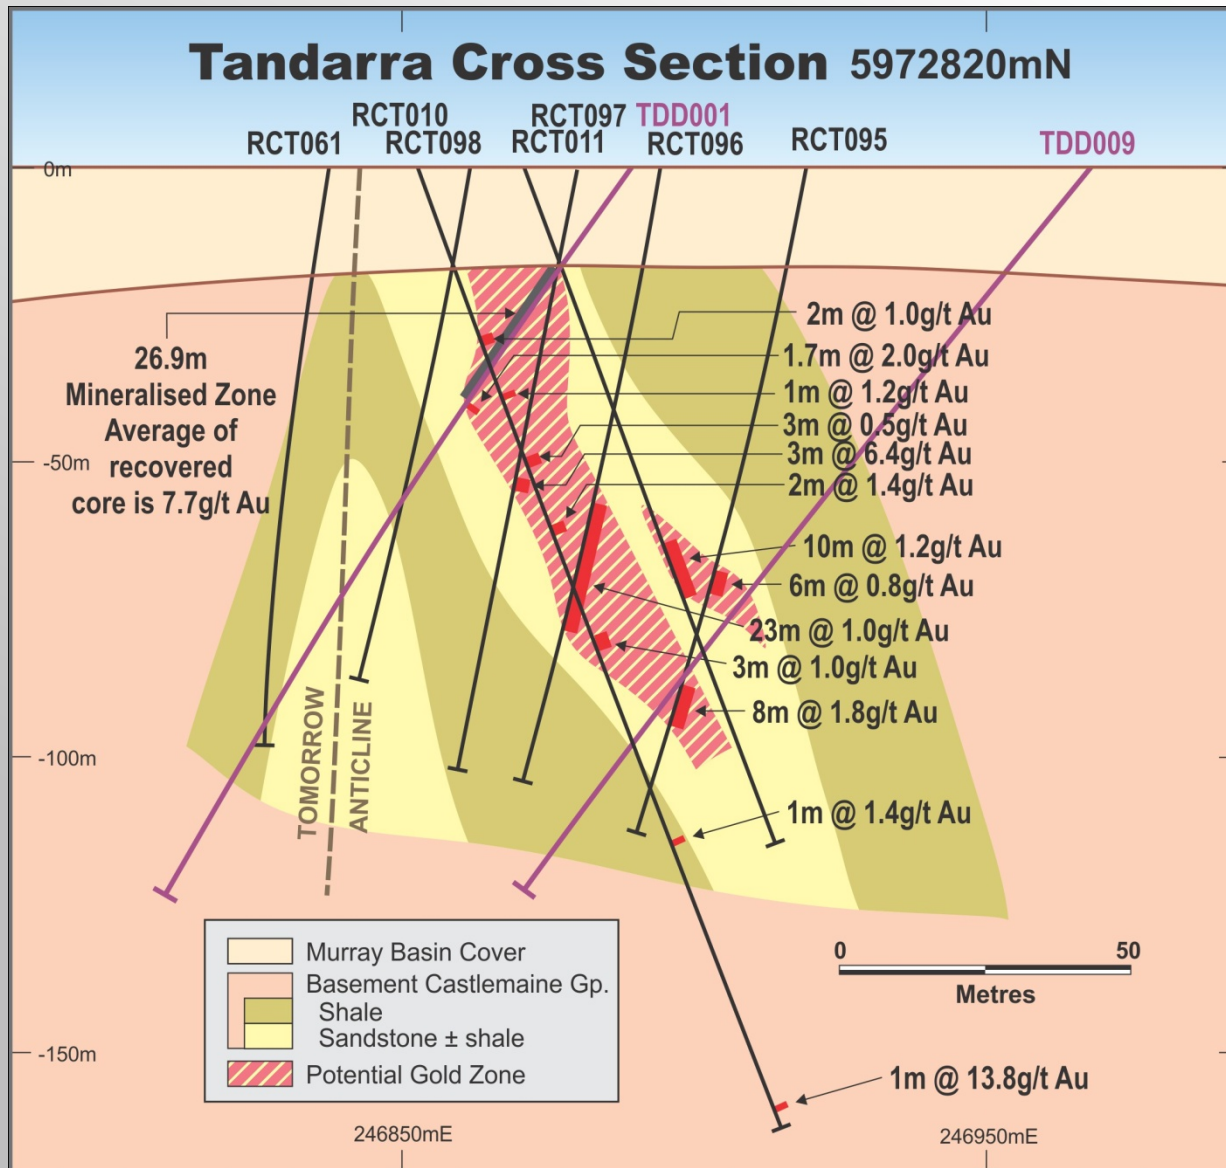 Tandarra Cross Section 5972820mN
RCT010
RCT097
TDD001
RCT061
RCT098
RCT011
RCT096
RCT095
TDD009
0m
2m @ 1.0g/t Au
26.9m
Mineralised Zone
Average of
recovered
core is 7.7g/t Au
1.7m @ 2.0g/t Au
1m @ 1.2g/t Au
3m @ 0.5g/t Au
3m @ 6.4g/t Au
2m @ 1.4g/t Au
-50m
10m @ 1.2g/t Au
6m @ 0.8g/t Au
23m @ 1.0g/t Au
3m @ 1.0g/t Au
8m @ 1.8g/t Au
-100m
TOMORROW
ANTICLINE
1m @ 1.4g/t Au
Murray Basin Cover
Basement Castlemaine Gp.
Shale
Sandstone ± shale
Potential Gold Zone
0
50
Metres
-150m
1m @ 13.8g/t Au
246850mE
246950mE